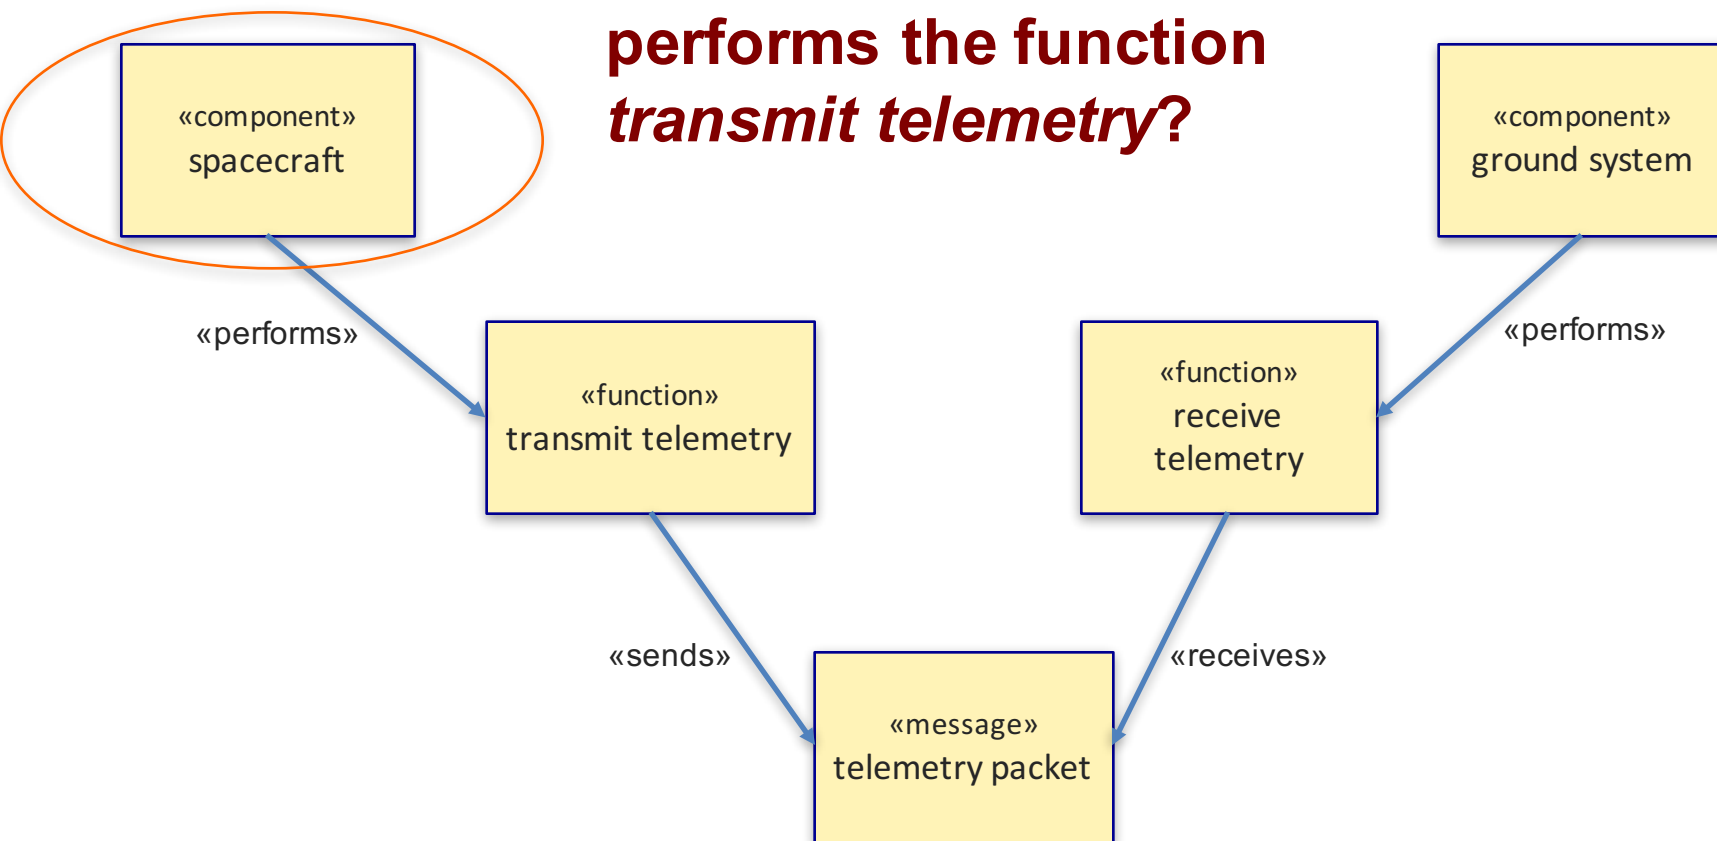 performs the function
transmit telemetry?
«component»
spacecraft
«component»
ground system
«performs»
«performs»
«function»
transmit telemetry
«function»
receive
telemetry
«sends»
«receives»
«message»
telemetry packet